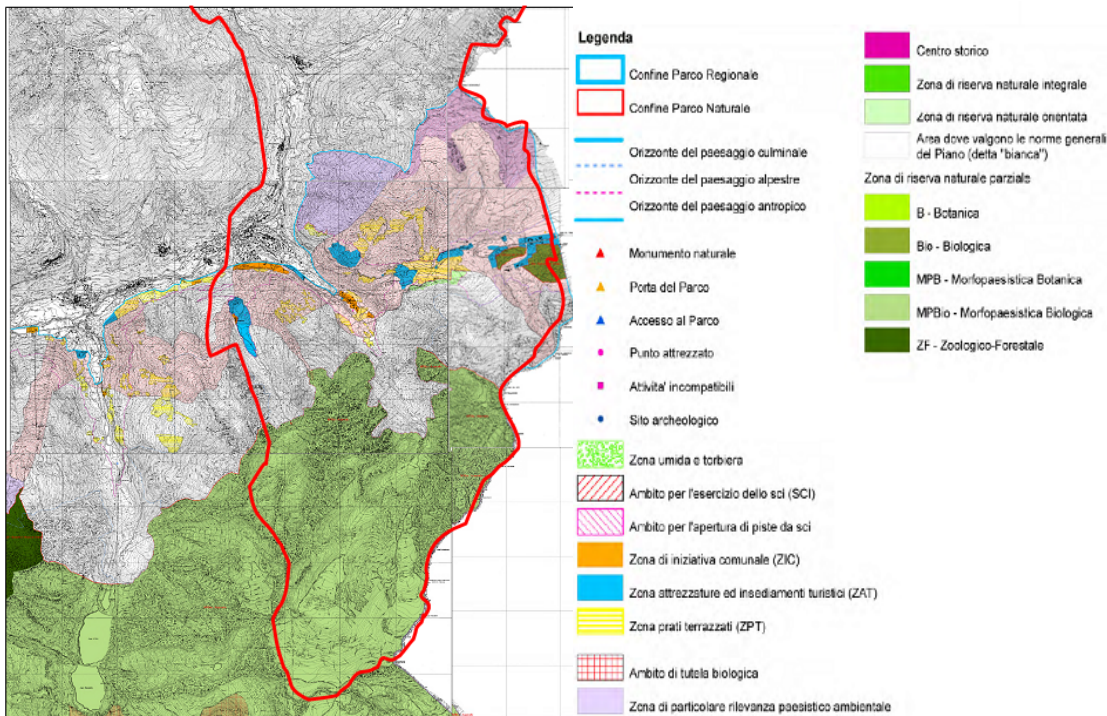 Legenda
Confine Parco Regionale
Confine Parco Naturale
Orizzonte del paesaggio culminale
Orizzonte del paesaggio alpestre
Orizzonte del paesaggio antropico
Monumento naturale
Porta del Parco
Accesso al Parco
Punto attrezzato
Attivita' incompatibili
Sito archeologico
Zona umida e torbiera
Ambito per l'esercizio dello sci (SCI)
Ambito per l'apertura di piste da sci
Zona di iniziativa comunale (ZIC)
Zona attrezzature ed insediamenti turistici (ZAT)
Zona prati terrazzati (ZPT)
Ambito di tutela biologica
Zona di particolare rilevanza paesistico ambientale
Centro storico
Zona di riserva naturale integrale
Zona di riserva naturale orientata
Area dove valgono le norme generali
del Piano (detta "bianca")
Zona di riserva naturale parziale
B - Botanica
Bio - Biologica
MPB - Morfopaesistica Botanica
MPBio - Morfopaesistica Biologica
ZF - Zoologico-Forestale